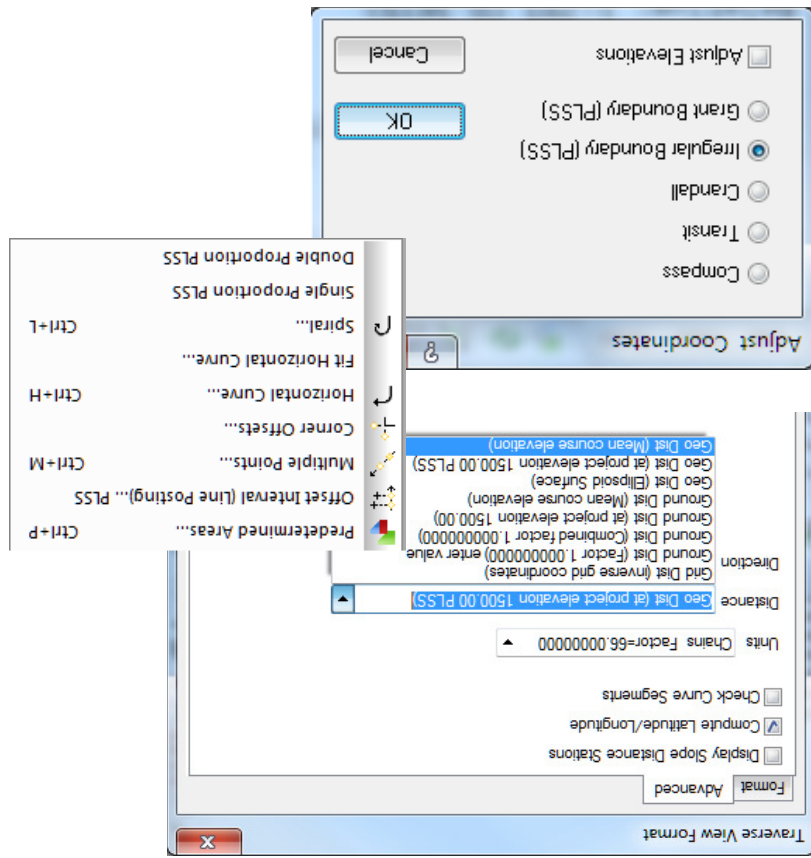 Traverse View Format
X
Format Advanced
Display Slope Distance Stations
Compute Latitude/Longitude
Check Curve Segments
Units Chains Factor=66.00000000
Distance Geo Dist (at project elevation 1500.00 PLSS)
Direction
Grid Dist (inverse grid coordinates)
Ground Dist (Factor 1.0000000000) enter value
Ground Dist (Combined factor 1.0000000000)
Ground Dist (at project elevation 1500.00)
Ground Dist (Mean course elevation)
Geo Dist (Ellipsoid Surface)
Geo Dist (at project elevation 1500.00 PLSS)
Geo Dist (Mean course elevation)
Predetermined Areas... Ctrl+P
Offset Interval (Line Posting)... PLSS
Multiple Points... Ctrl+M
Corner Offsets...
Horizontal Curve... Ctrl+H
Fit Horizontal Curve...
Spiral... Ctrl+L
Single Proportion PLSS
Double Proportion PLSS
Adjust Coordinates
Compass
Transit
Crandall
Irregular Boundary (PLSS)
Grant Boundary (PLSS)
Adjust Elevations
OK
Cancel